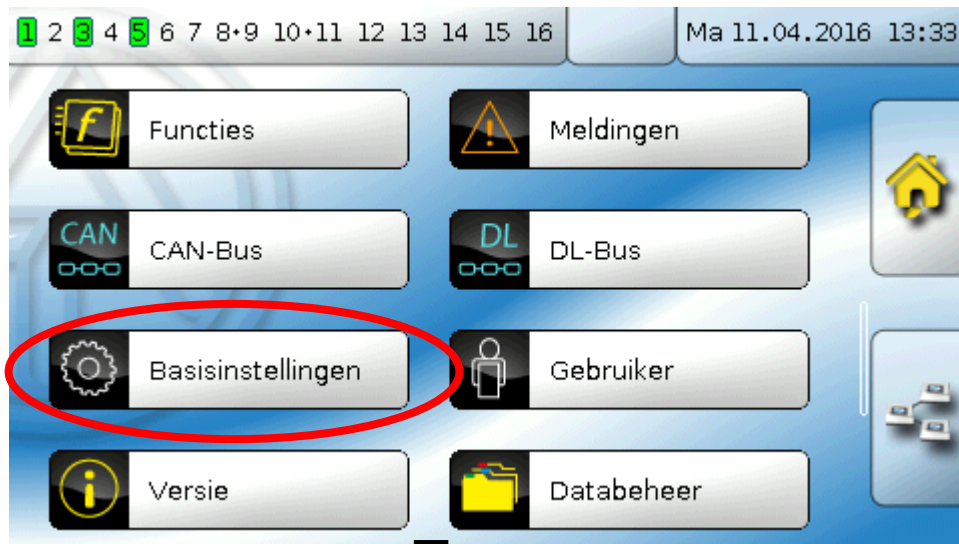 1 2 3 4 5 6 7 8•9 10•11 12 13 14 15 16
Ma 11.04.2016 13:33
f Functies
Meldingen
CAN CAN-Bus
DL DL-Bus
Basisinstellingen
Gebruiker
i Versie
Databeheer